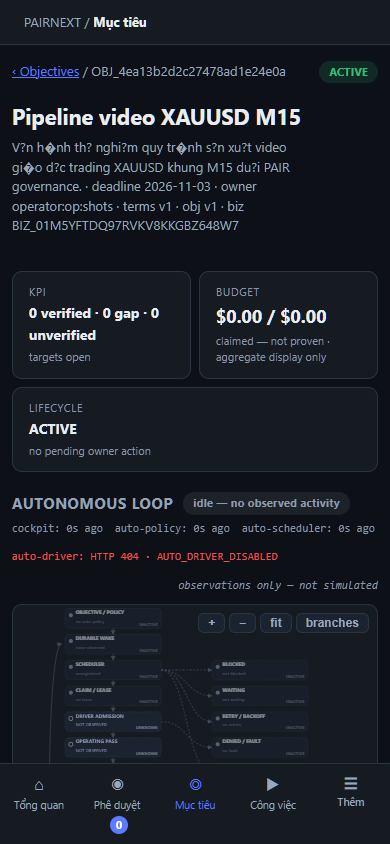 PAIRNEXT / Mục tiêu
‹ Objectives / OBJ_4ea13b2d2c27478ad1e24e0a
ACTIVE
Pipeline video XAUUSD M15
V?n h�nh th? nghi?m quy tr�nh s?n xu?t video
gi�o d?c trading XAUUSD khung M15 du?i PAIR
governance. · deadline 2026-11-03 · owner
operator:op:shots · terms v1 · obj v1 · biz
BIZ_01M5YFTDQ97RVKV8KKGBZ648W7
KPI
0 verified · 0 gap · 0
unverified
targets open
BUDGET
$0.00 / $0.00
claimed — not proven ·
aggregate display only
LIFECYCLE
ACTIVE
no pending owner action
AUTONOMOUS LOOP
idle — no observed activity
cockpit: 0s ago auto-policy: 0s ago auto-scheduler: 0s ago
auto-driver: HTTP 404 · AUTO_DRIVER_DISABLED
observations only — not simulated
+
–
fit
branches
OBJECTIVE / POLICY
DURABLE WAKE
SCHEDULER
CLAIM / LEASE
DRIVER ADMISSION
NOT OBSERVED
UNKNOWN
OPERATING PASS
NOT OBSERVED
UNKNOWN
BLOCKED
WAITING
RETRY / BACKOFF
DENIED / FAULT
Tổng quan
Phê duyệt
0
Mục tiêu
Công việc
Thêm